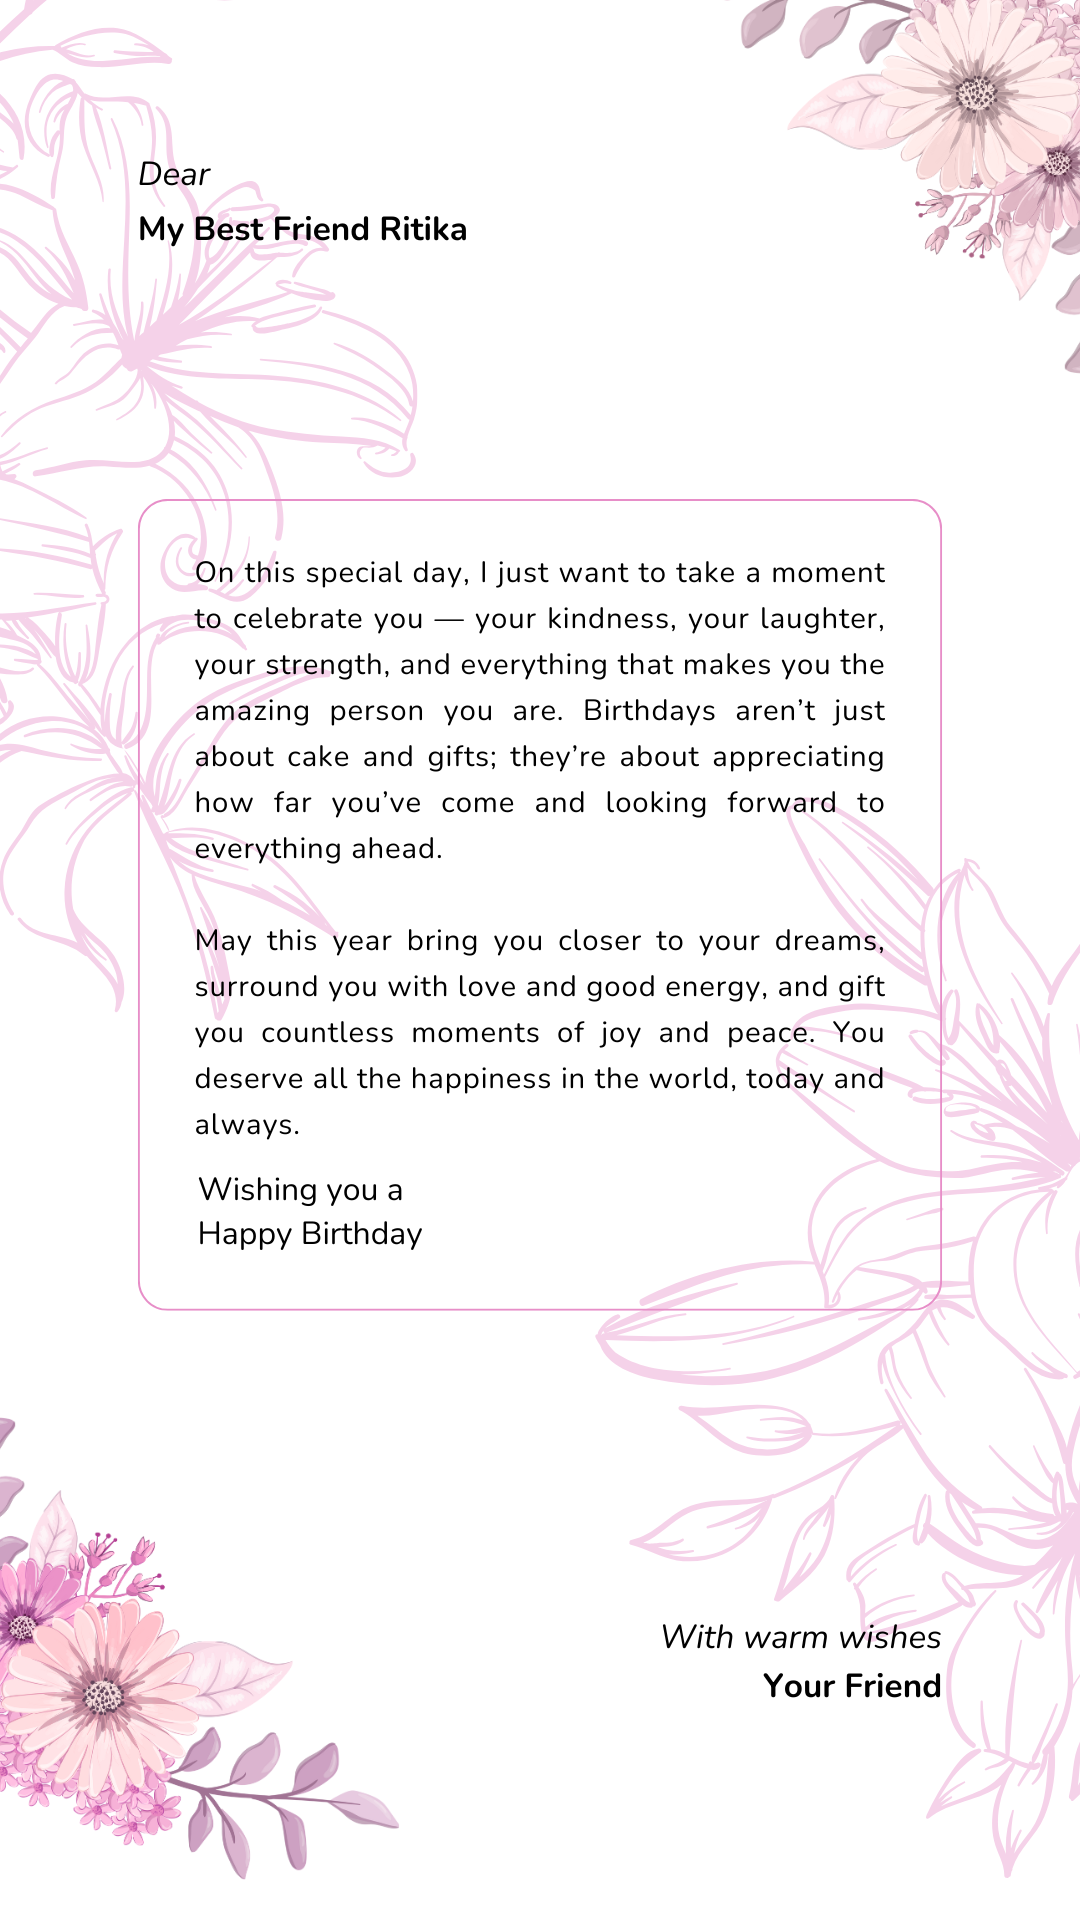 Dear
My Best Friend Ritika
On this special day, I just want to take a moment
to celebrate you — your kindness, your laughter,
your strength, and everything that makes you the
amazing person you are. Birthdays aren’t just
about cake and gifts; they’re about appreciating
how far you’ve come and looking forward to
everything ahead.
May this year bring you closer to your dreams,
surround you with love and good energy, and gift
you countless moments of joy and peace. You
deserve all the happiness in the world, today and
always.
Wishing you a
Happy Birthday
With warm wishes
Your Friend